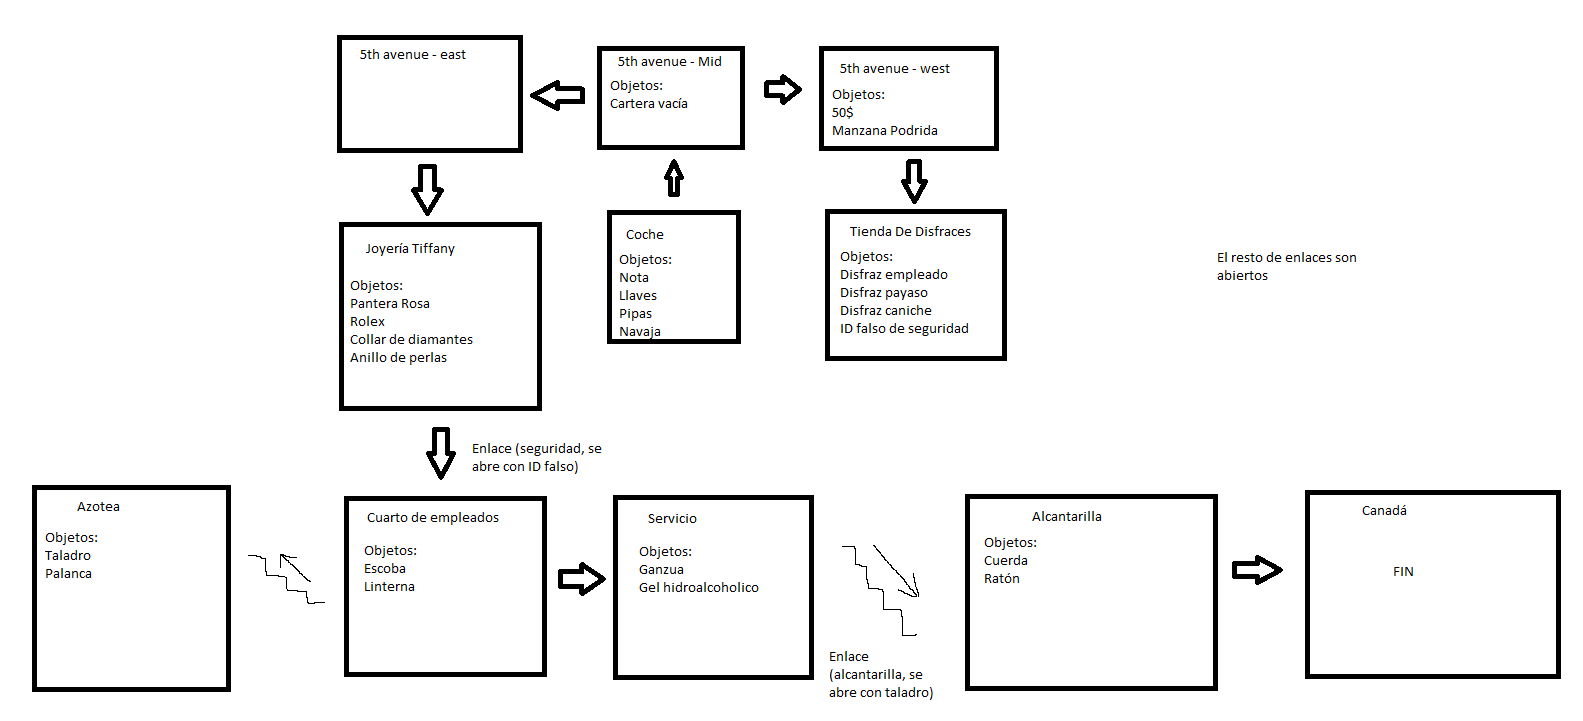 5th avenue - east
5th avenue - Mid
Objetos:
Cartera vacía
5th avenue - west
Objetos:
50$
Manzana Podrida
Joyería Tiffany
Objetos:
Pantera Rosa
Rolex
Collar de diamantes
Anillo de perlas
Coche
Objetos:
Nota
Llaves
Pipas
Navaja
Tienda De Disfraces
Objetos:
Disfraz empleado
Disfraz payaso
Disfraz caniche
ID falso de seguridad
El resto de enlaces son
abiertos
Enlace (seguridad, se
abre con ID falso)
Azotea
Objetos:
Taladro
Palanca
Cuarto de empleados
Objetos:
Escoba
Linterna
Servicio
Objetos:
Ganzua
Gel hidroalcoholico
Enlace
(alcantarilla, se
abre con taladro)
Alcantarilla
Objetos:
Cuerda
Ratón
Canadá
FIN